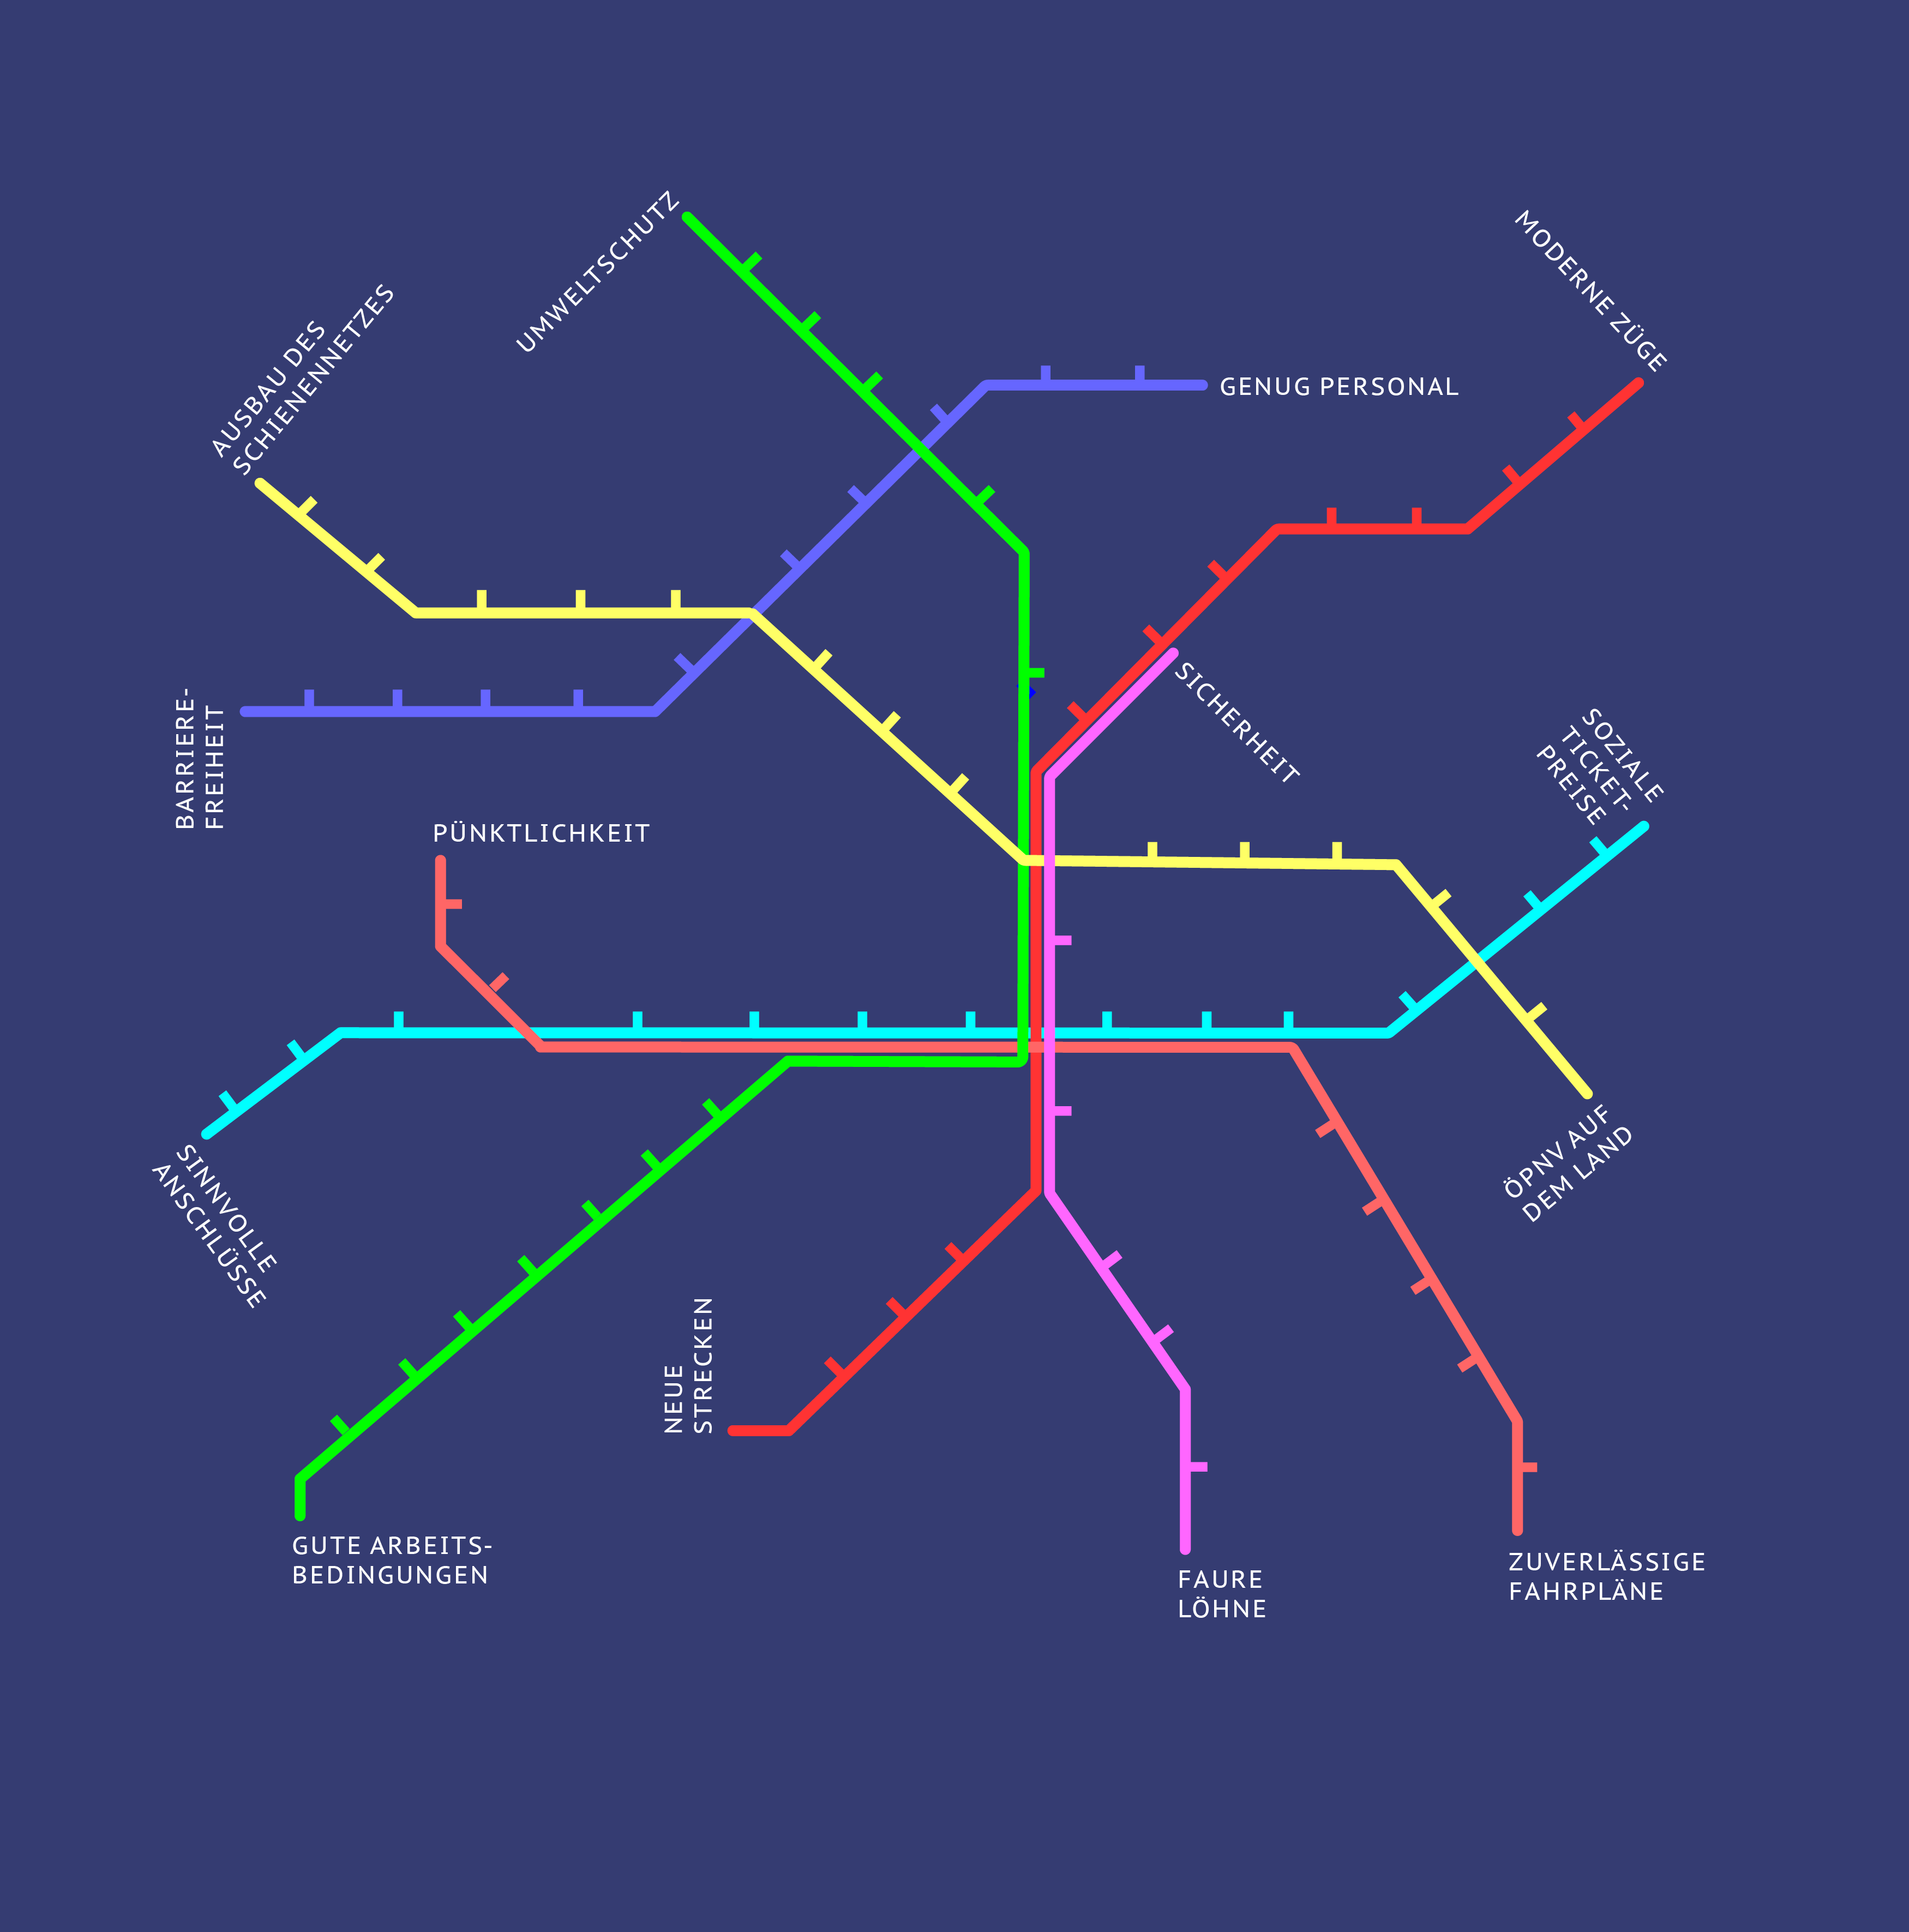 UMWELTSCHUTZ
MODERNE ZÜGE
AUSBAU DES
SCHIENENNETZES
GENUG PERSONAL
SICHERHEIT
BARRIERE-
FREIHEIT
SOZIALE
TICKET-
PREISE
PÜNKTLICHKEIT
SINNVOLLE
ANSCHLÜSSE
ÖPNV AUF
DEM LAND
NEUE
STRECKEN
GUTE ARBEITS-
BEDINGUNGEN
FAURE
LÖHNE
ZUVERLÄSSIGE
FAHRPLÄNE